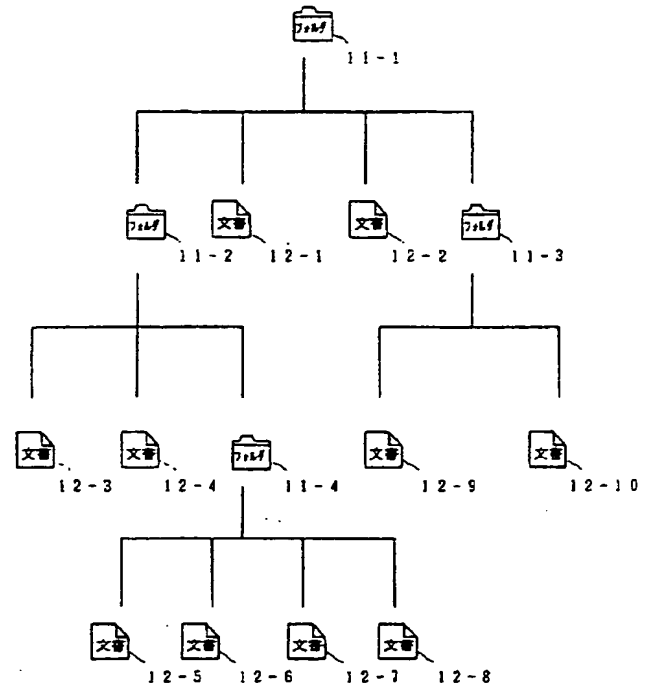 フォルダ
11-1
フォルダ 文書 文書 フォルダ
11-2 12-1 12-2 11-3
文書 文書 フォルダ 文書 文書
12-3 12-4 11-4 12-9 12-10
文書 文書 文書 文書
12-5 12-6 12-7 12-8